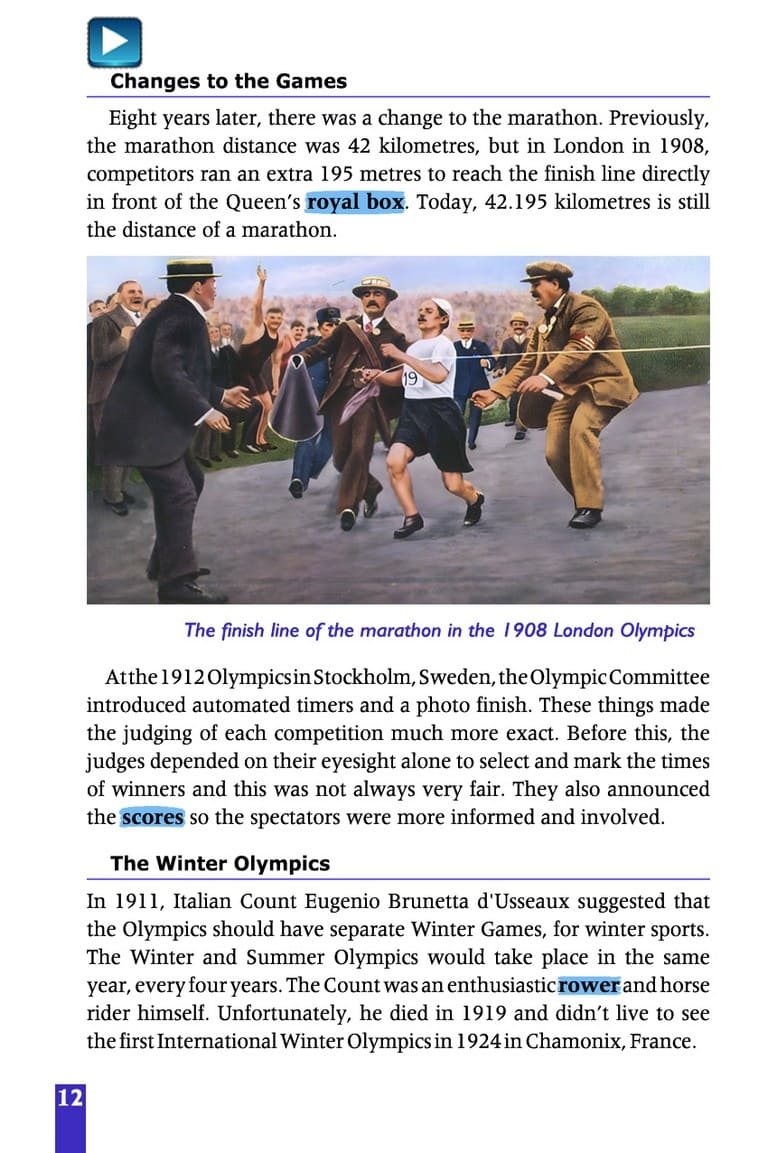 Changes to the Games
Eight years later, there was a change to the marathon. Previously,
the marathon distance was 42 kilometres, but in London in 1908,
competitors ran an extra 195 metres to reach the finish line directly
in front of the Queen’s royal box. Today, 42.195 kilometres is still
the distance of a marathon.
19
The finish line of the marathon in the 1908 London Olympics
At the 1912 Olympics in Stockholm, Sweden, the Olympic Committee
introduced automated timers and a photo finish. These things made
the judging of each competition much more exact. Before this, the
judges depended on their eyesight alone to select and mark the times
of winners and this was not always very fair. They also announced
the scores so the spectators were more informed and involved.
The Winter Olympics
In 1911, Italian Count Eugenio Brunetta d'Usseaux suggested that
the Olympics should have separate Winter Games, for winter sports.
The Winter and Summer Olympics would take place in the same
year, every four years. The Count was an enthusiastic rower and horse
rider himself. Unfortunately, he died in 1919 and didn’t live to see
the first International Winter Olympics in 1924 in Chamonix, France.
12